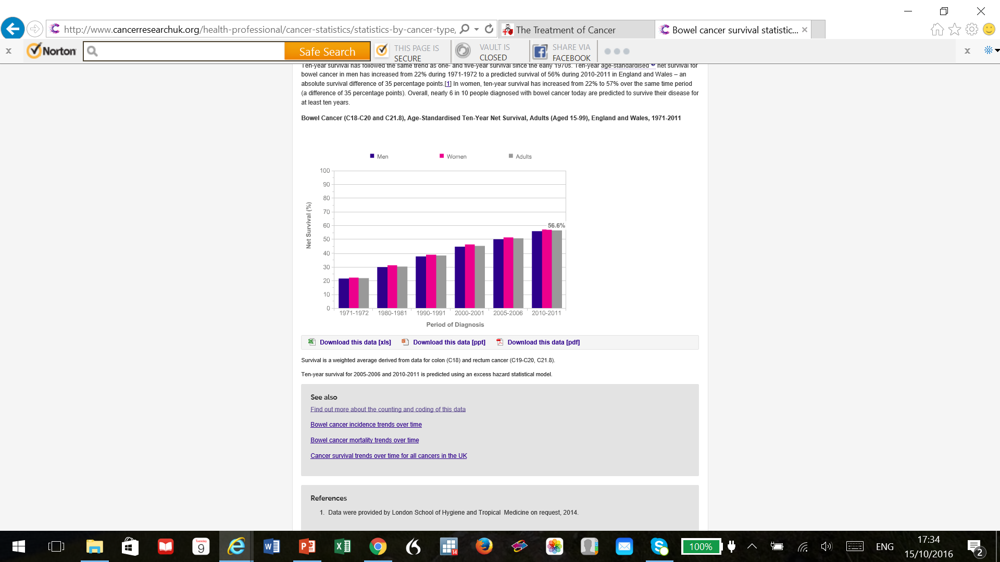 http://www.cancerresearchuk.org/health-professional/cancer-statistics/statistics-by-cancer-type,
The Treatment of Cancer
Bowel cancer survival statistic...
x
Norton
Safe Search
THIS PAGE IS
SECURE
VAULT IS
CLOSED
SHARE VIA
FACEBOOK
x
Ten-year survival has followed the same trend as one- and five-year survival since the early 1970s. Ten-year age-standardised net survival for
bowel cancer in men has increased from 22% during 1971-1972 to a predicted survival of 56% during 2010-2011 in England and Wales – an
absolute survival difference of 35 percentage points.[1] In women, ten-year survival has increased from 22% to 57% over the same time period
(a difference of 35 percentage points). Overall, nearly 6 in 10 people diagnosed with bowel cancer today are predicted to survive their disease for
at least ten years.
Bowel Cancer (C18-C20 and C21.8), Age-Standardised Ten-Year Net Survival, Adults (Aged 15-99), England and Wales, 1971-2011
Men
Women
Adults
Net Survival (%)
100
90
80
70
60
50
40
30
20
10
0
56.6%
1971-1972
1980-1981
1990-1991
2000-2001
2005-2006
2010-2011
Period of Diagnosis
Download this data [xls]
Download this data [ppt]
Download this data [pdf]
Survival is a weighted average derived from data for colon (C18) and rectum cancer (C19-C20, C21.8).
Ten-year survival for 2005-2006 and 2010-2011 is predicted using an excess hazard statistical model.
See also
Find out more about the counting and coding of this data
Bowel cancer incidence trends over time
Bowel cancer mortality trends over time
Cancer survival trends over time for all cancers in the UK
References
1. Data were provided by London School of Hygiene and Tropical Medicine on request, 2014.
Tuesday
9
14
100%
ENG
17:34
15/10/2016
2